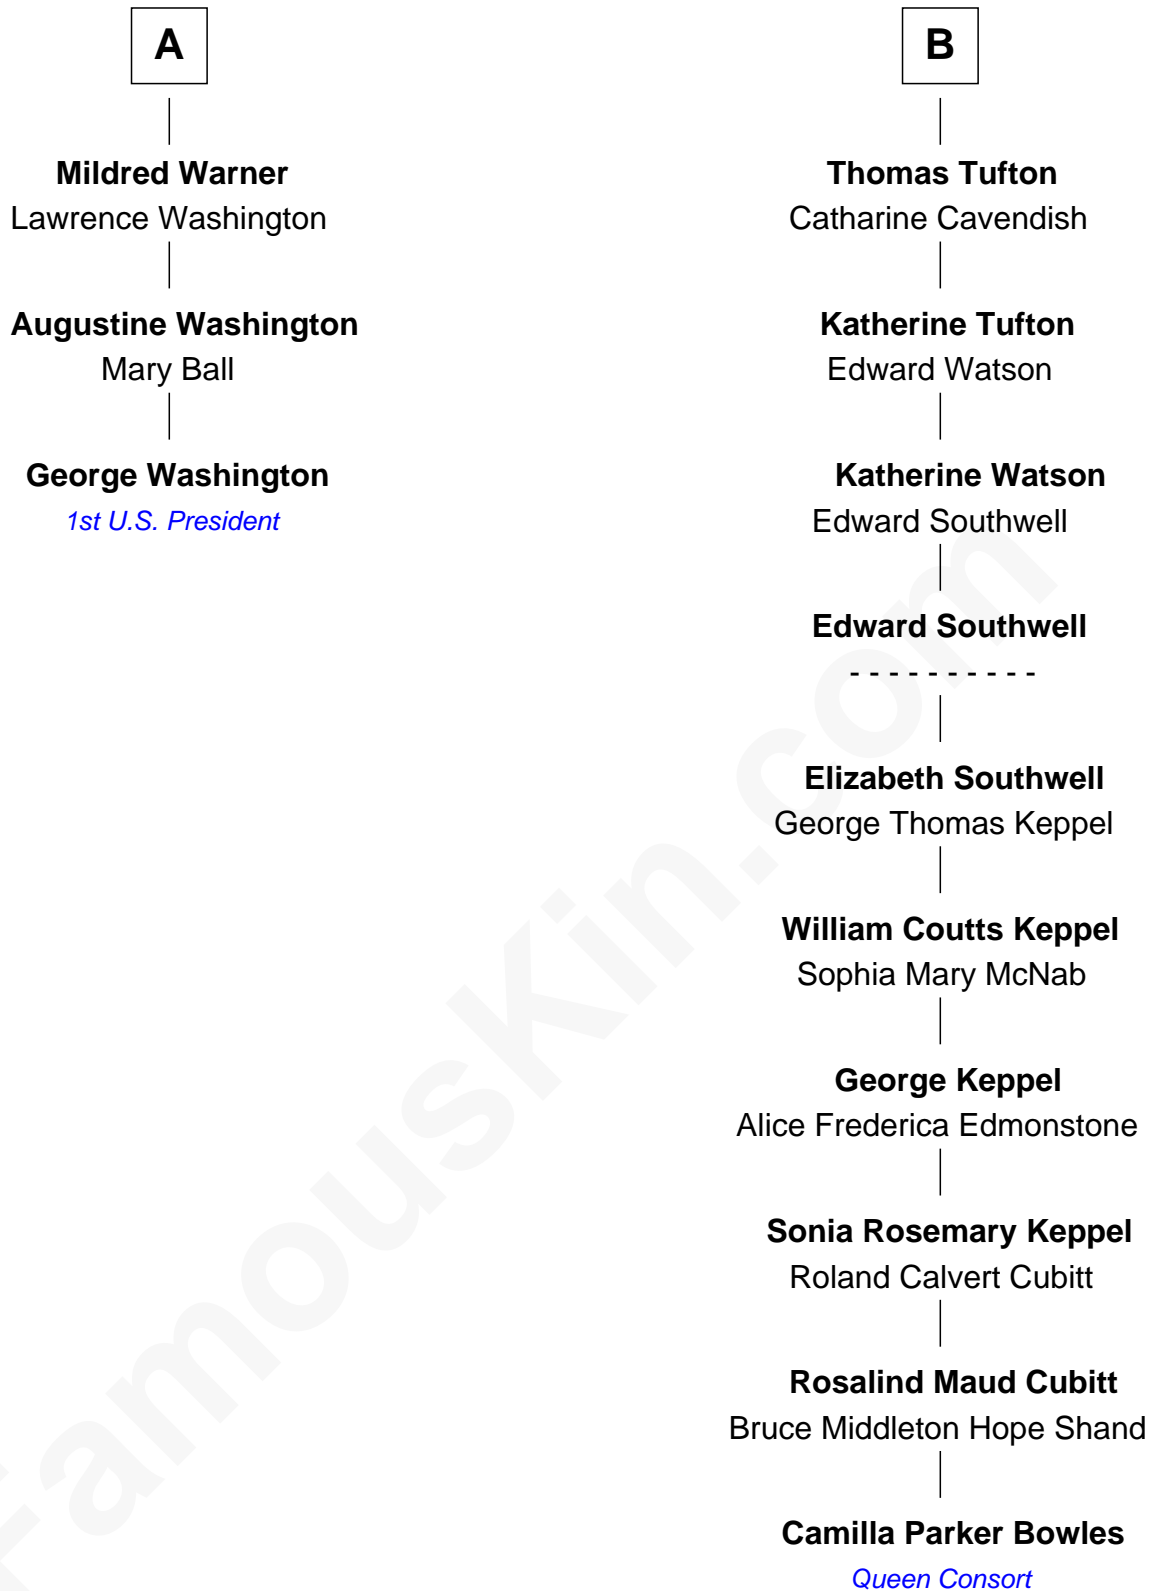 A
Mildred Warner
Lawrence Washington
Augustine Washington
Mary Ball
George Washington
1st U.S. President
B
Thomas Tufton
Catharine Cavendish
Katherine Tufton
Edward Watson
Katherine Watson
Edward Southwell
Edward Southwell
- - - - - - - - - -
Elizabeth Southwell
George Thomas Keppel
William Coutts Keppel
Sophia Mary McNab
George Keppel
Alice Frederica Edmonstone
Sonia Rosemary Keppel
Roland Calvert Cubitt
Rosalind Maud Cubitt
Bruce Middleton Hope Shand
Camilla Parker Bowles
Queen Consort
FamousKin.com